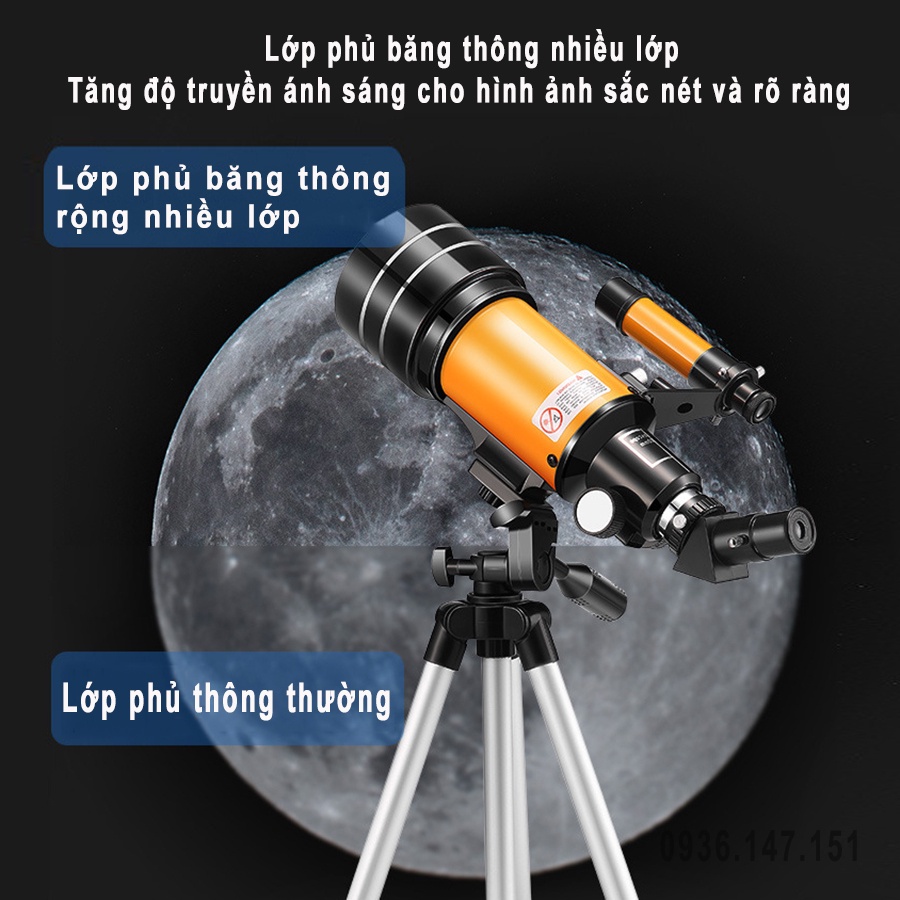 Lớp phủ băng thông nhiều lớp
Tăng độ truyền ánh sáng cho hình ảnh sắc nét và rõ ràng
Lớp phủ băng thông
rộng nhiều lớp
Lớp phủ thông thường
0936.147.151